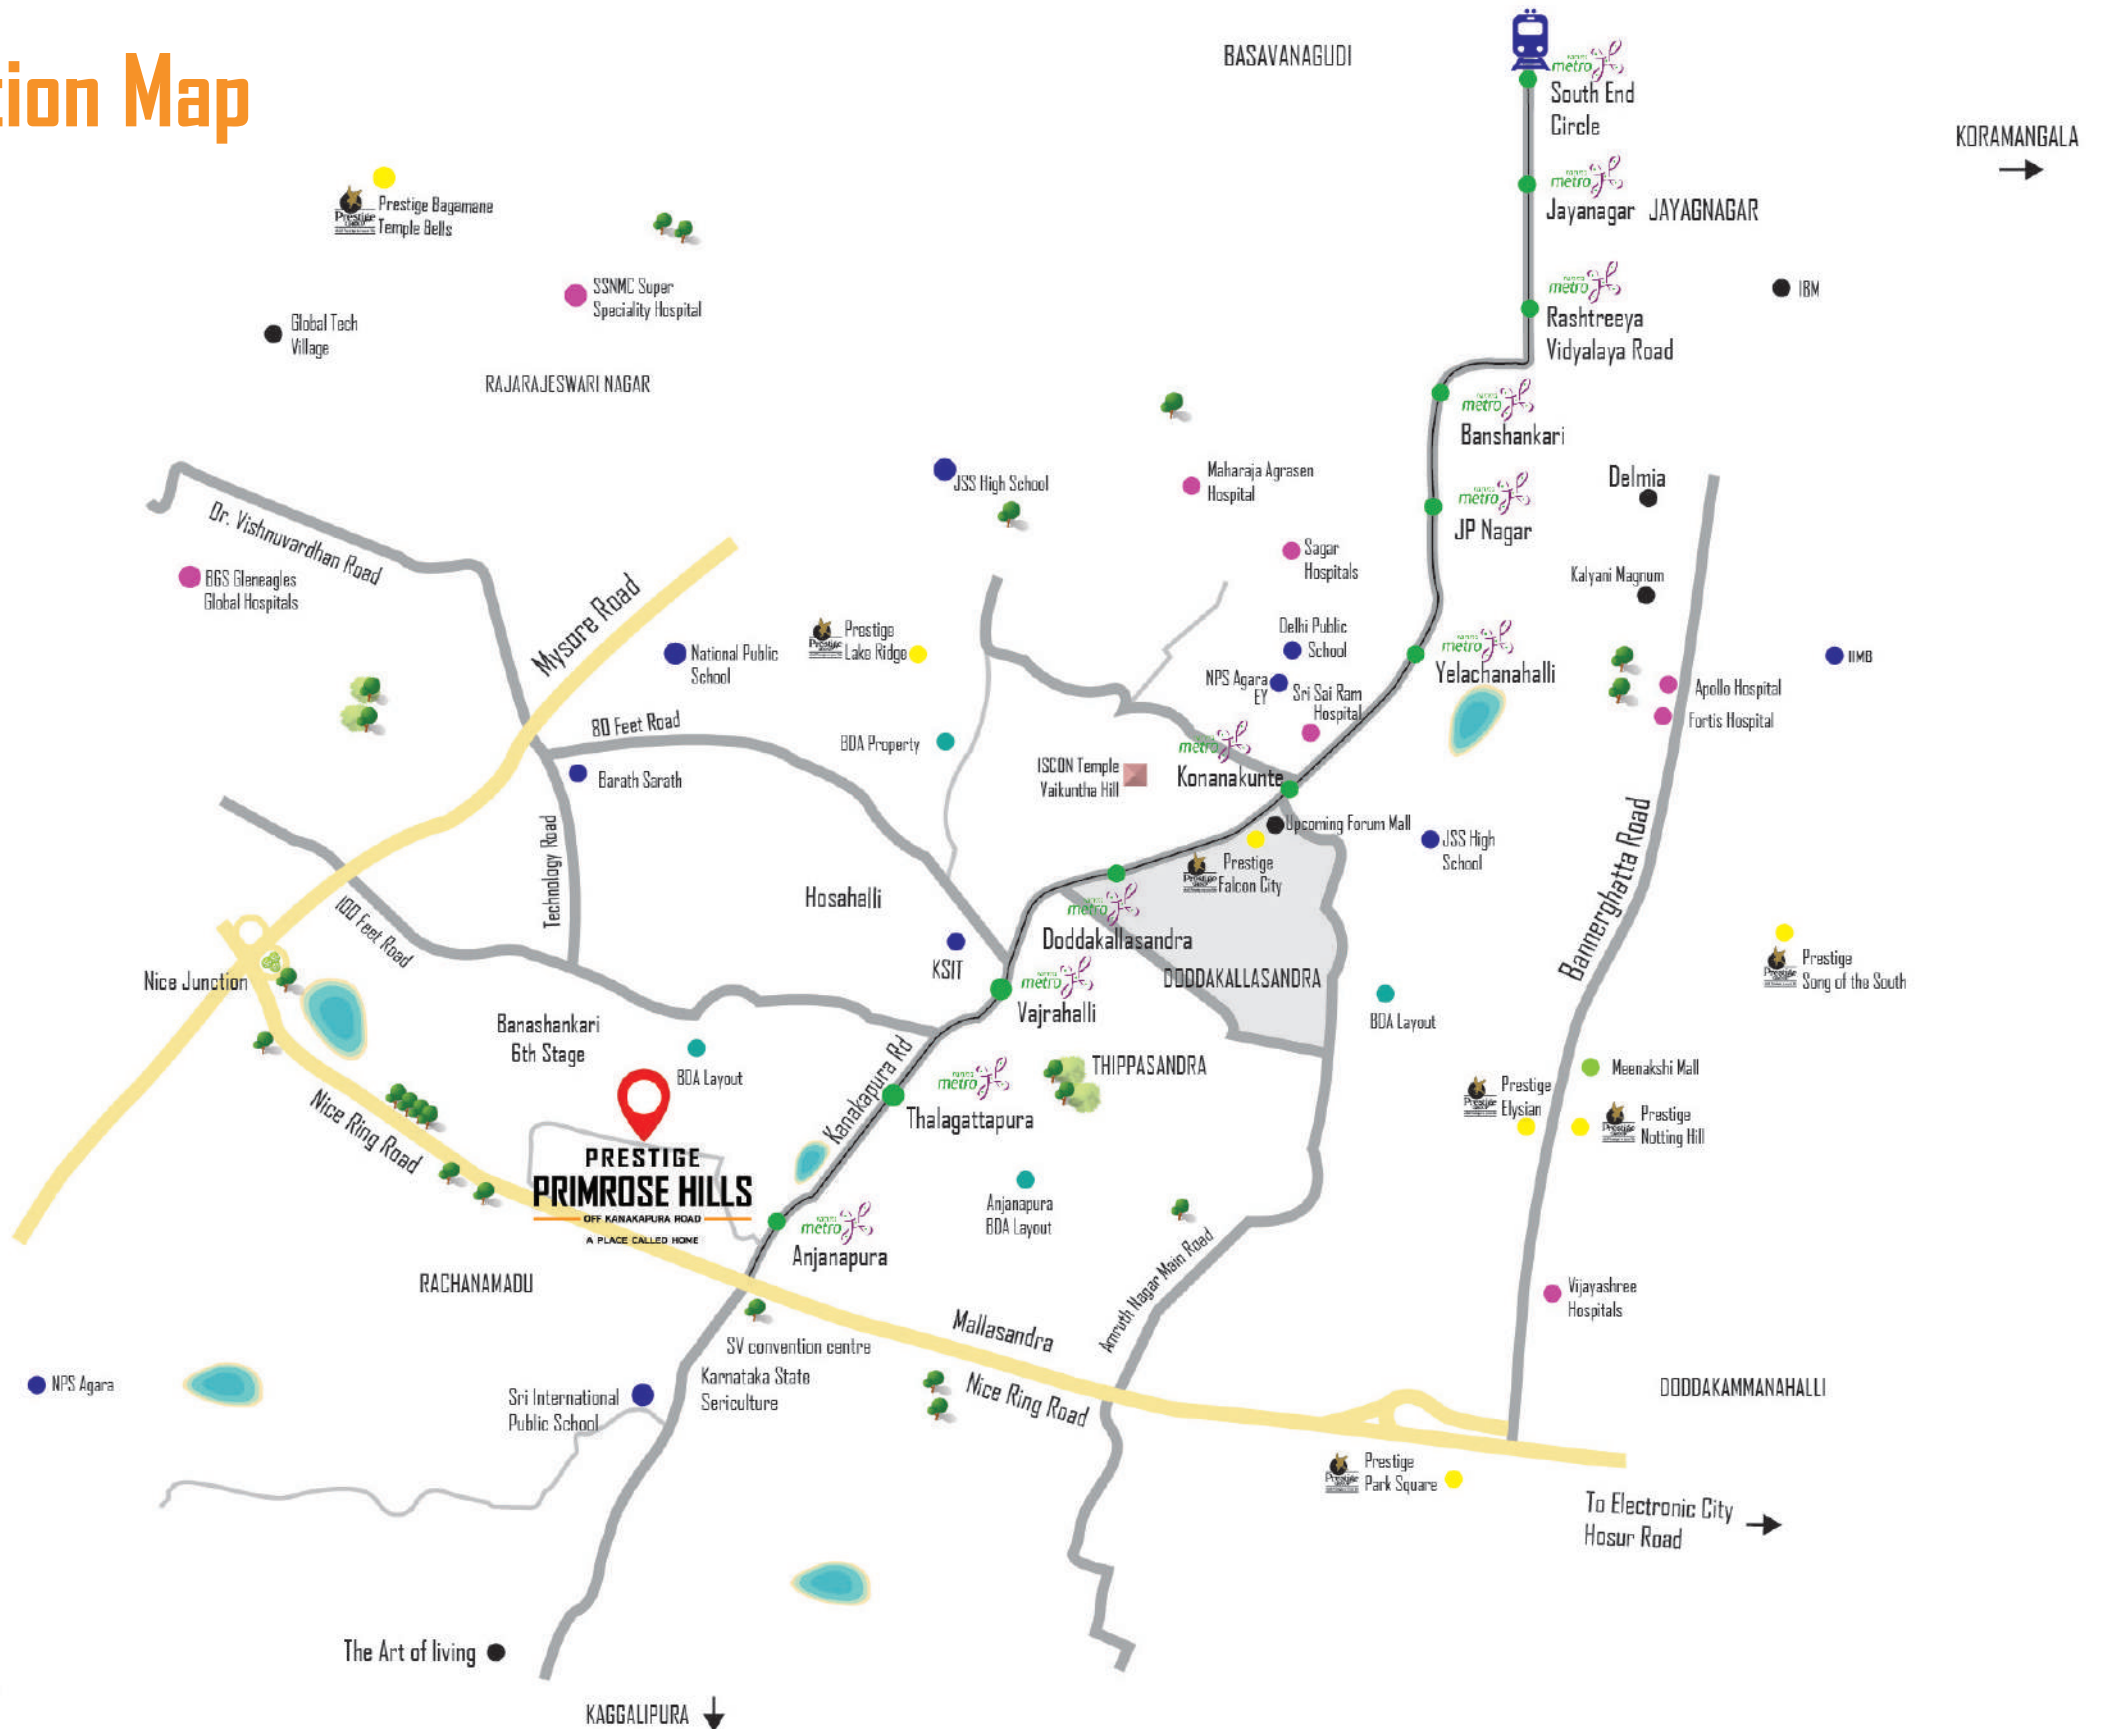 tion Map
BASAVANAGUDI
metro
South End
Circle
KORAMANGALA
metro
Jayanagar
JAYAGNAGAR
Prestige
Prestige Bagamane
Temple Bells
SSNMC Super
Speciality Hospital
metro
Rashtreeya
Vidyalaya Road
IBM
Global Tech
Village
RAJARAJESWARI NAGAR
metro
Banshankari
JSS High School
Maharaja Agrasen
Hospital
metro
JP Nagar
Delmia
Dr. Vishnuvardhan Road
Sagar
Hospitals
Kalyani Magnum
BGS Gleneagles
Global Hospitals
Mysore Road
National Public
School
Prestige
Prestige
Lake Ridge
Delhi Public
School
metro
Yelachanahalli
IIMB
NPS Agara
EY
Sri Sai Ram
Hospital
Apollo Hospital
Fortis Hospital
80 Feet Road
BDA Property
metro
Konanakunte
ISCON Temple
Vaikuntha Hill
Barath Sarath
Technology Road
Upcoming Forum Mall
JSS High
School
Prestige
Prestige
Falcon City
Bannerghatta Road
Hosahalli
100 Feet Road
metro
Doddakallasandra
KSIT
DODDAKALLASANDRA
Prestige
Prestige
Song of the South
Nice Junction
metro
Vajrahalli
BDA Layout
Banashankari
6th Stage
BDA Layout
Kanakapura Rd
THIPPASANDRA
Meenakshi Mall
metro
Thalagattapura
Prestige
Prestige
Elysian
Prestige
Prestige
Notting Hill
Nice Ring Road
PRESTIGE
PRIMROSE HILLS
OFF KANAKAPURA ROAD
A PLACE CALLED HOME
Anjanapura
BDA Layout
metro
Anjanapura
Amruth Nagar Main Road
RACHANAMADU
Vijayashree
Hospitals
Mallasandra
SV convention centre
Karnataka State
Sericulture
NPS Agara
Sri International
Public School
Nice Ring Road
DODDAKAMMANAHALLI
Prestige
Prestige
Park Square
To Electronic City
Hosur Road
The Art of living
KAGGALIPURA